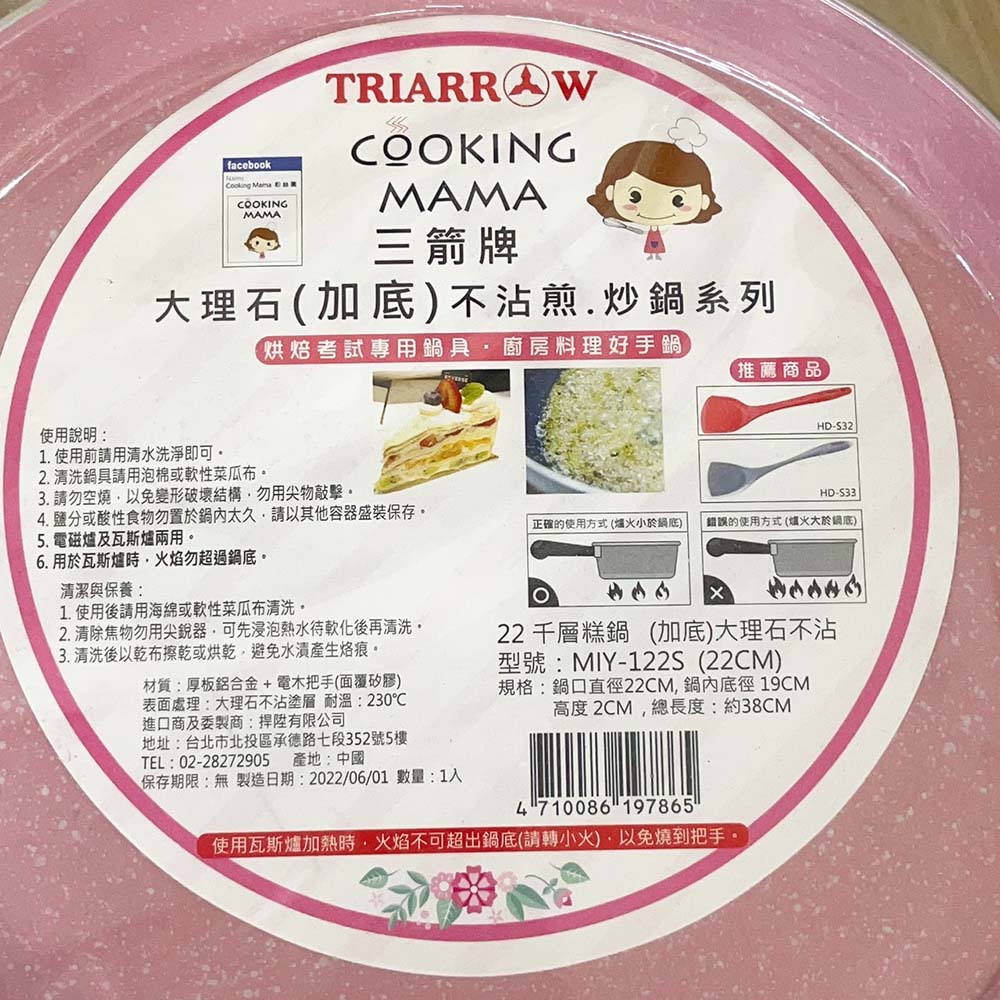 TRIARROW
COOKING
MAMA
三箭牌
facebook
Name
Cooking Mama 粉絲團
COOKING
MAMA
大理石(加底)不沾煎.炒鍋系列
烘焙考試專用鍋具・廚房料理好手鍋
推薦商品
HD-S32
HD-S33
使用說明：
1. 使用前請用清水洗淨即可。
2. 清洗鍋具請用泡棉或軟性菜瓜布。
3. 請勿空燒，以免變形破壞結構，勿用尖物敲擊。
4. 鹽分或酸性食物勿置於鍋內太久，請以其他容器盛裝保存。
5. 電磁爐及瓦斯爐兩用。
6. 用於瓦斯爐時，火焰勿超過鍋底。
正確的使用方式 (爐火小於鍋底)
錯誤的使用方式 (爐火大於鍋底)
清潔與保養：
1. 使用後請用海綿或軟性菜瓜布清洗。
2. 清除焦物勿用尖銳器，可先浸泡熱水待軟化後再清洗。
3. 清洗後以乾布擦乾或烘乾，避免水漬產生烙痕。
22 千層糕鍋 (加底)大理石不沾
型號：MIY-122S (22CM)
規格：鍋口直徑22CM, 鍋內底徑 19CM
高度 2CM , 總長度：約38CM
材質：厚板鋁合金 + 電木把手(面覆矽膠)
表面處理：大理石不沾塗層 耐溫：230℃
進口商及委製商：捍陞有限公司
地址：台北市北投區承德路七段352號5樓
TEL：02-28272905 產地：中國
保存期限：無 製造日期：2022/06/01 數量：1入
4 710086 197865
使用瓦斯爐加熱時，火焰不可超出鍋底(請轉小火)，以免燒到把手。